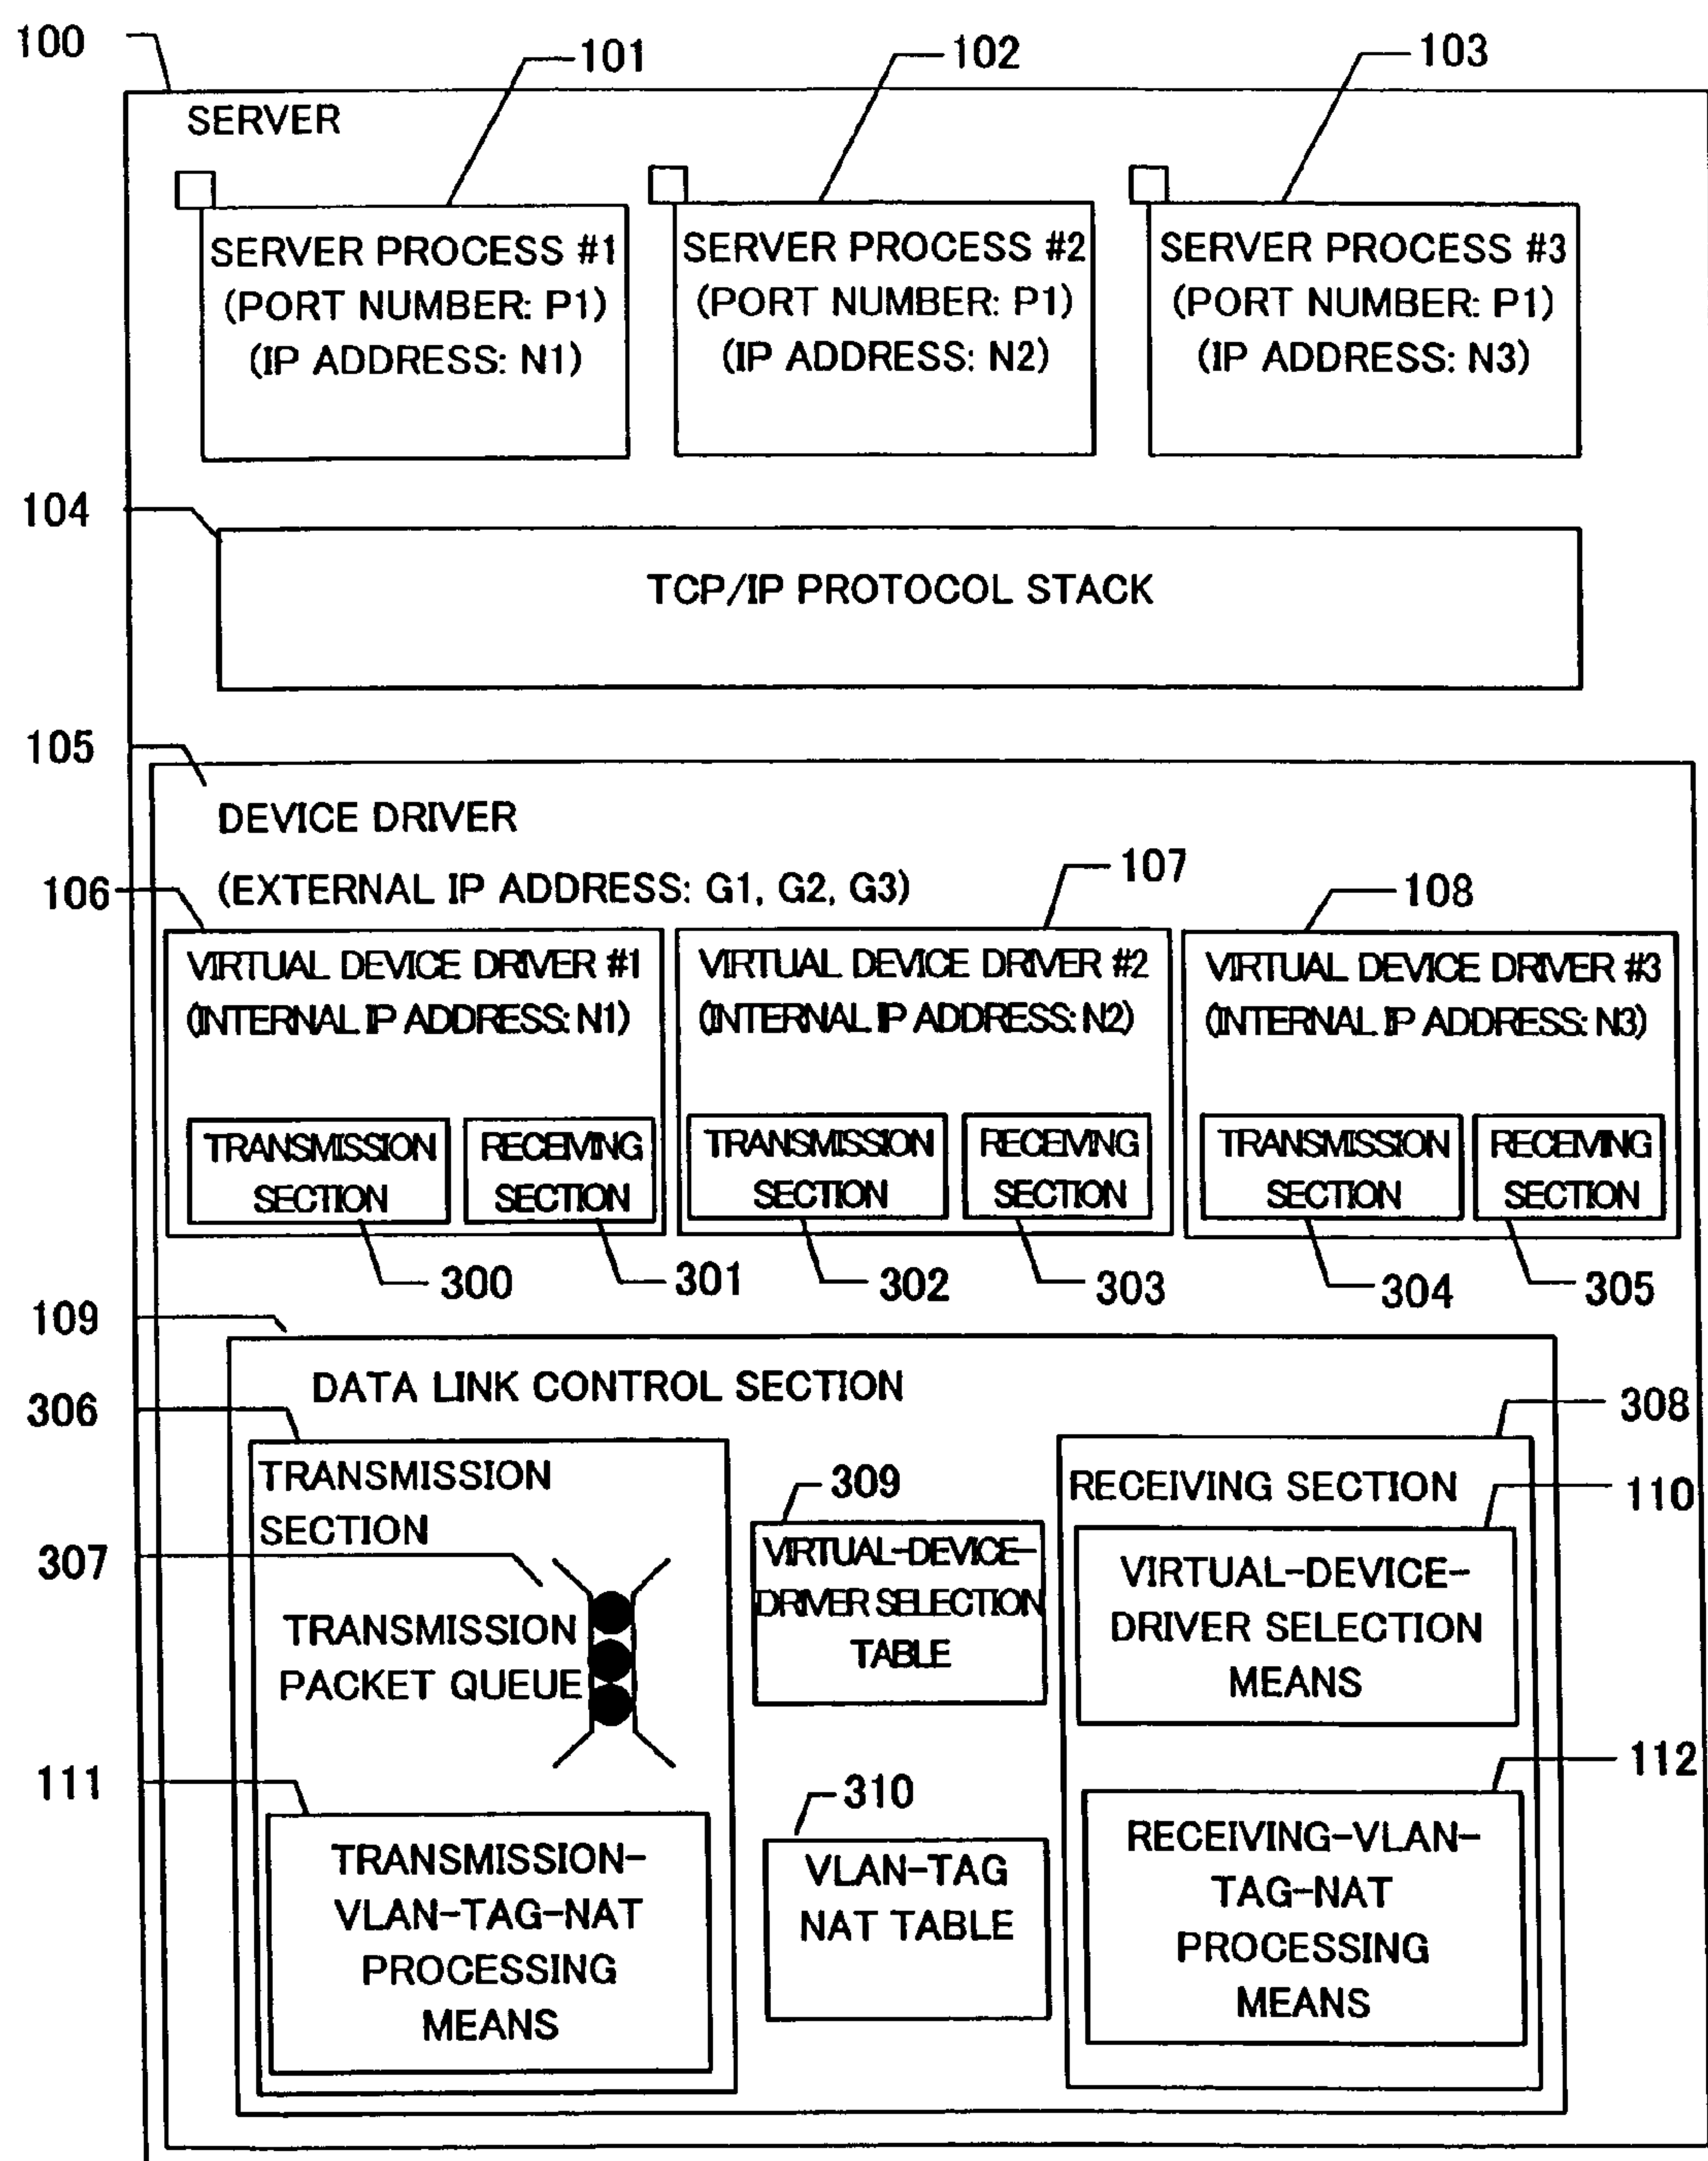 100
101
102
103
SERVER
SERVER PROCESS #1
(PORT NUMBER: P1)
(IP ADDRESS: N1)
SERVER PROCESS #2
(PORT NUMBER: P1)
(IP ADDRESS: N2)
SERVER PROCESS #3
(PORT NUMBER: P1)
(IP ADDRESS: N3)
104
TCP/IP PROTOCOL STACK
105
DEVICE DRIVER
(EXTERNAL IP ADDRESS: G1, G2, G3)
106
107
108
VIRTUAL DEVICE DRIVER #1
(INTERNAL IP ADDRESS: N1)
TRANSMISSION
SECTION
RECEIVING
SECTION
VIRTUAL DEVICE DRIVER #2
(INTERNAL IP ADDRESS: N2)
TRANSMISSION
SECTION
RECEIVING
SECTION
VIRTUAL DEVICE DRIVER #3
(INTERNAL IP ADDRESS: N3)
TRANSMISSION
SECTION
RECEIVING
SECTION
300
301
302
303
304
305
109
DATA LINK CONTROL SECTION
306
TRANSMISSION
SECTION
307
TRANSMISSION
PACKET QUEUE
111
TRANSMISSION-
VLAN-TAG-NAT
PROCESSING
MEANS
309
VIRTUAL-DEVICE-
DRIVER SELECTION
TABLE
310
VLAN-TAG
NAT TABLE
308
RECEIVING SECTION
110
VIRTUAL-DEVICE-
DRIVER SELECTION
MEANS
112
RECEIVING-VLAN-
TAG-NAT
PROCESSING
MEANS